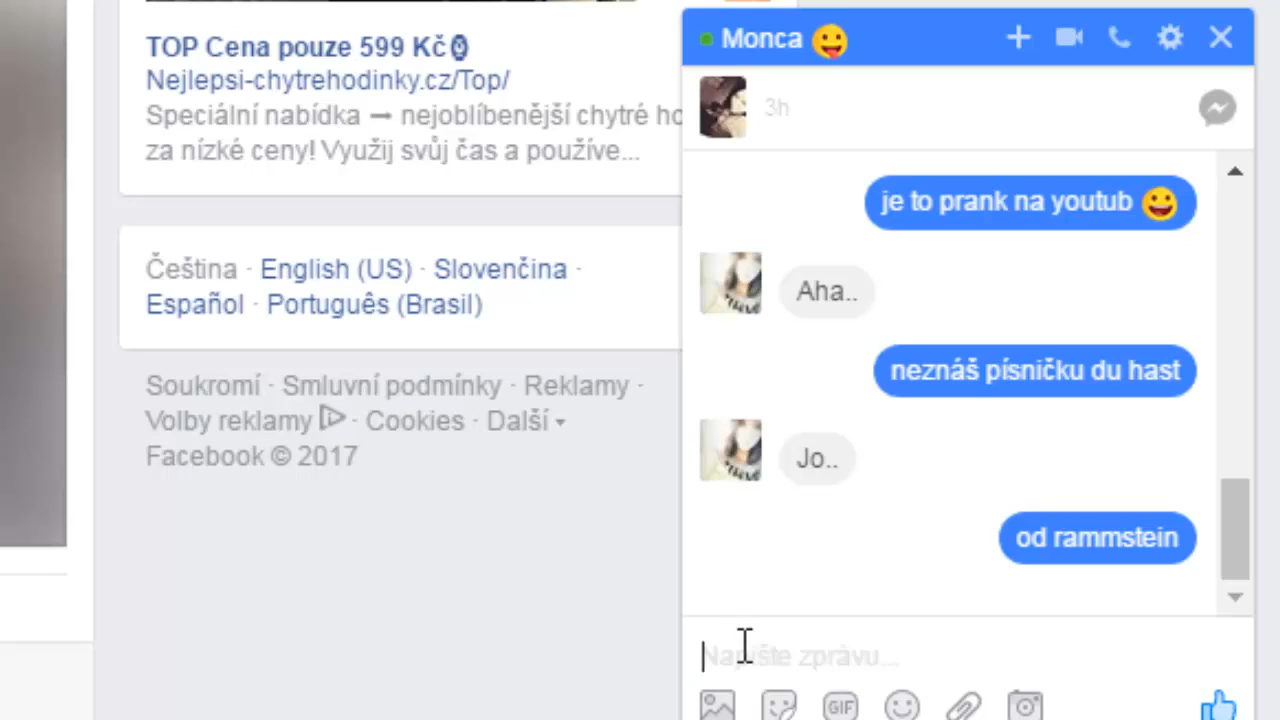 TOP Cena pouze 599 Kč⌚
Nejlepsi-chytrehodinky.cz/Top/
Speciální nabídka → nejoblíbenější chytré ho
za nízké ceny! Využij svůj čas a používe...
Čeština · English (US) · Slovenčina ·
Español · Português (Brasil)
Soukromí · Smluvní podmínky · Reklamy ·
Volby reklamy · Cookies · Další
Facebook © 2017
Monca 😛
3h
je to prank na youtub 😀
Aha..
neznáš písničku du hast
Jo..
od rammstein
Napište zprávu...
GIF